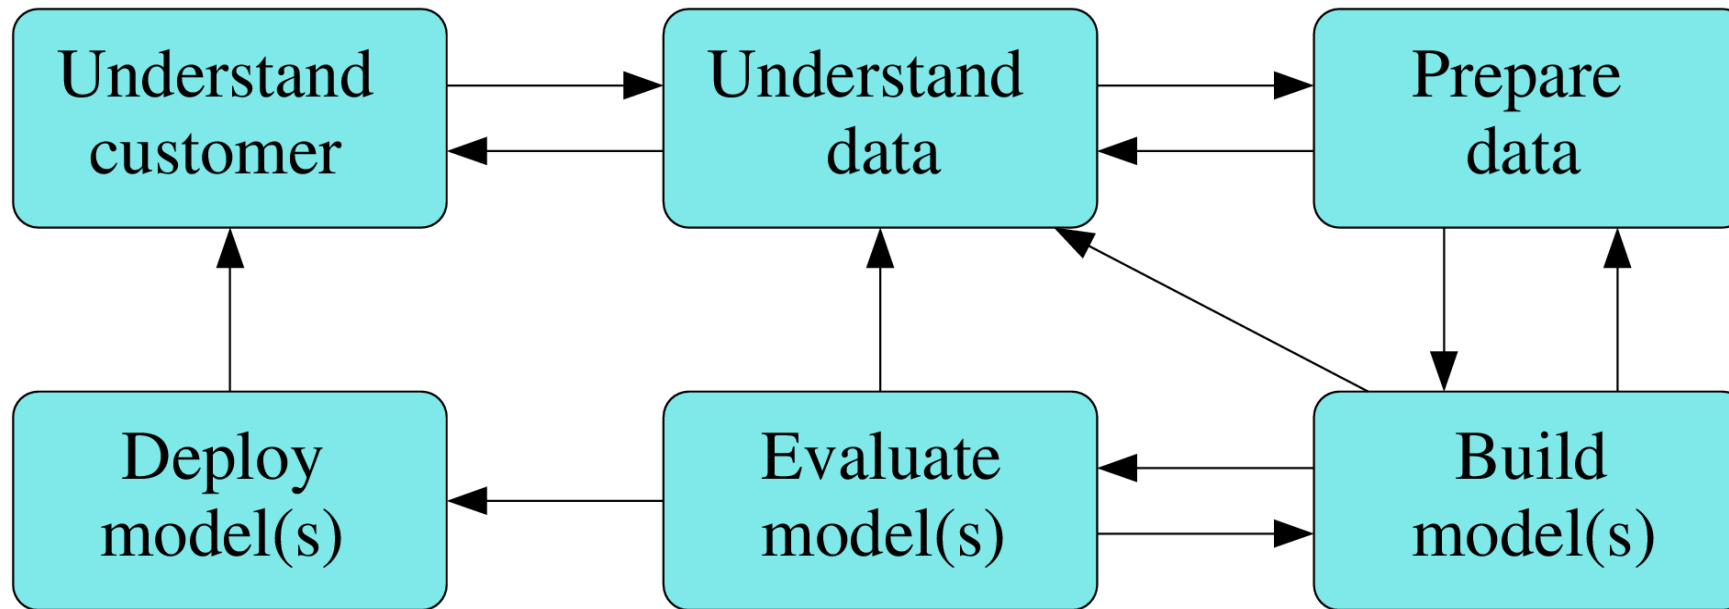 Understand
customer
Understand
data
Prepare
data
Deploy
model(s)
Evaluate
model(s)
Build
model(s)